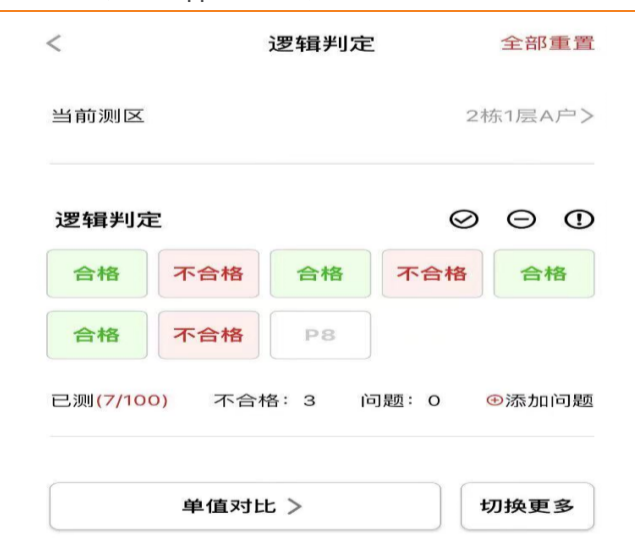 逻辑判定 全部重置
当前测区 2栋1层A户>
逻辑判定
合格 不合格 合格 不合格 合格
合格 不合格 P8
已测(7/100) 不合格：3 问题：0 ⊕添加问题
单值对比 > 切换更多